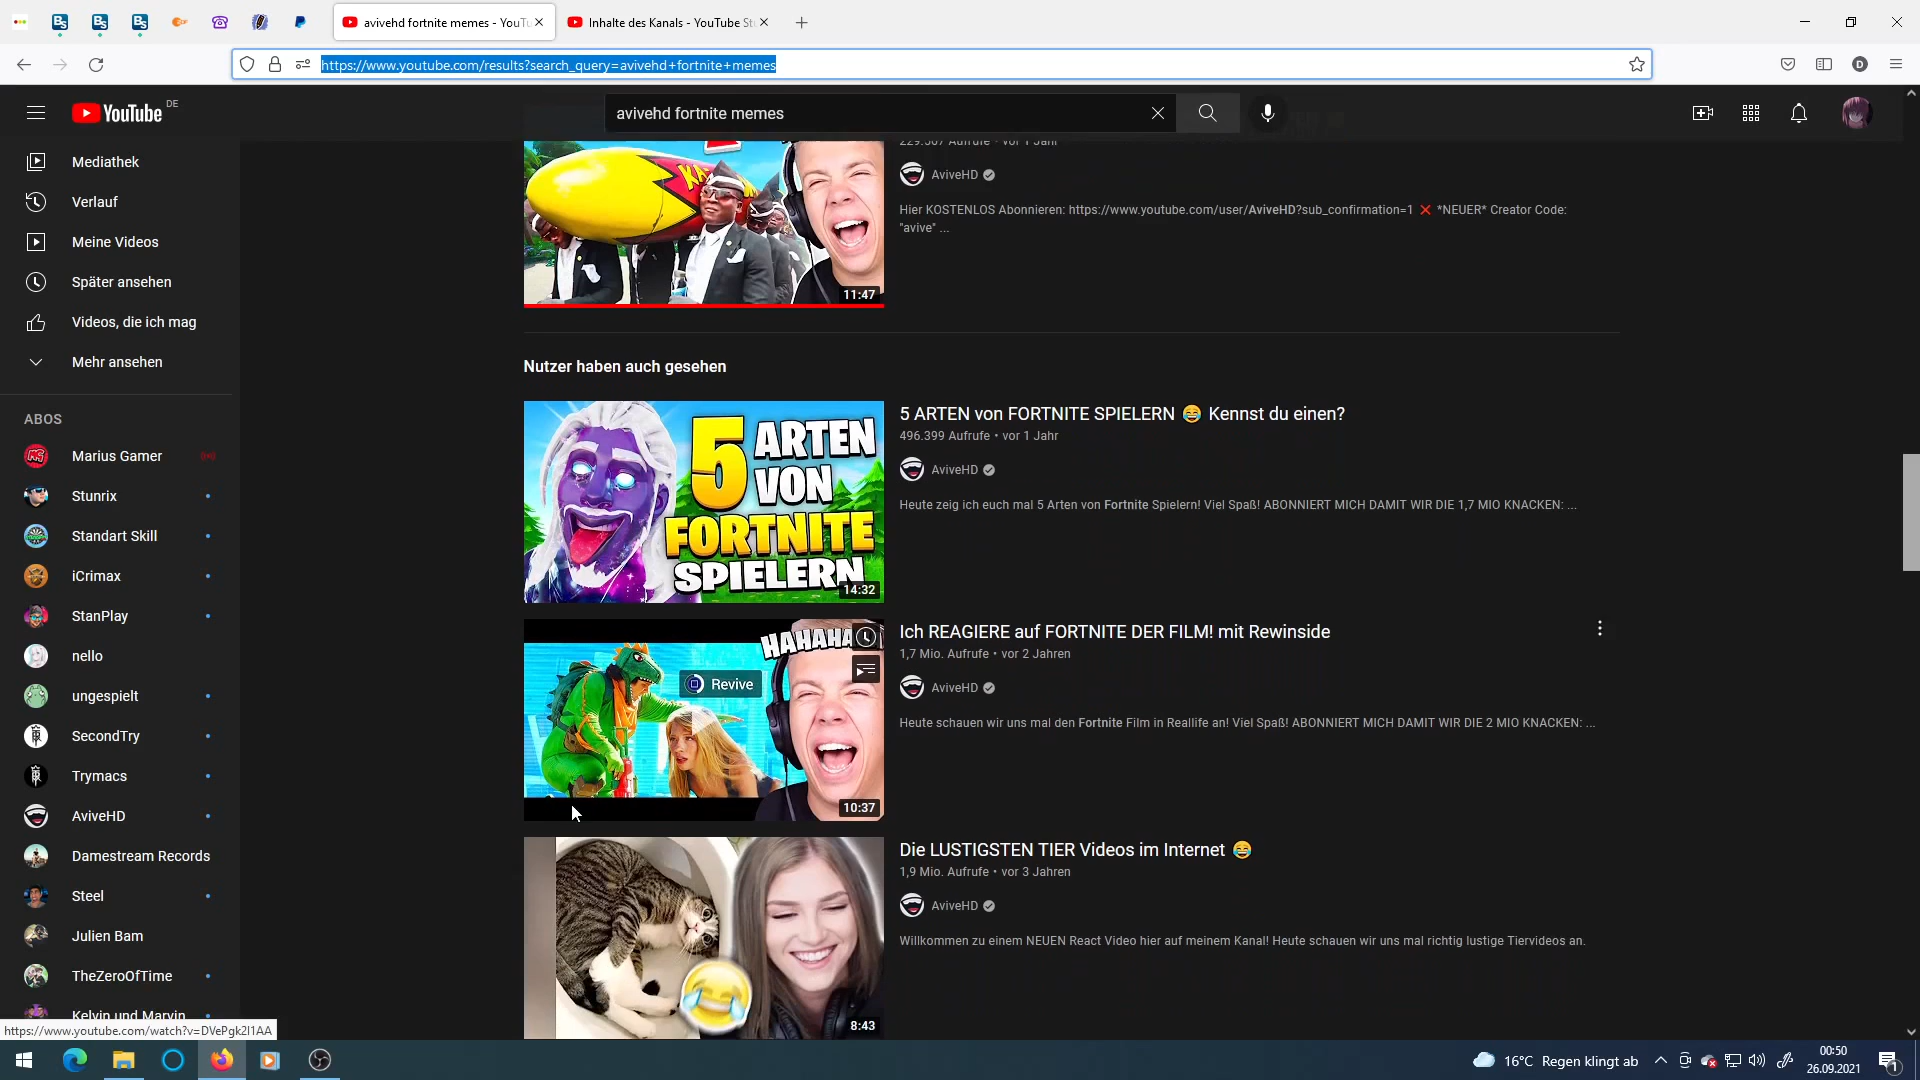 avivehd fortnite memes - YouTu
Inhalte des Kanals - YouTube St
https://www.youtube.com/results?search_query=avivehd+fortnite+memes
D
YouTube DE
avivehd fortnite memes
Mediathek
Verlauf
Meine Videos
Später ansehen
Videos, die ich mag
Mehr ansehen
ABOS
Marius Gamer
Stunrix
Standart Skill
iCrimax
StanPlay
nello
ungespielt
SecondTry
Trymacs
AviveHD
Damestream Records
Steel
Julien Bam
TheZeroOfTime
Kelvin und Marvin
11:47
229.507 Aufrufe • vor 1 Jahr
AviveHD
Hier KOSTENLOS Abonnieren: https://www.youtube.com/user/AviveHD?sub_confirmation=1 ❌ *NEUER* Creator Code:
"avive" ...
Nutzer haben auch gesehen
5 ARTEN
VON
FORTNITE
SPIELERN
14:32
5 ARTEN von FORTNITE SPIELERN 😂 Kennst du einen?
496.399 Aufrufe • vor 1 Jahr
AviveHD
Heute zeig ich euch mal 5 Arten von Fortnite Spielern! Viel Spaß! ABONNIERT MICH DAMIT WIR DIE 1,7 MIO KNACKEN: ...
HAHAHA
Revive
10:37
Ich REAGIERE auf FORTNITE DER FILM! mit Rewinside
1,7 Mio. Aufrufe • vor 2 Jahren
AviveHD
Heute schauen wir uns mal den Fortnite Film in Reallife an! Viel Spaß! ABONNIERT MICH DAMIT WIR DIE 2 MIO KNACKEN: ...
8:43
Die LUSTIGSTEN TIER Videos im Internet 😂
1,9 Mio. Aufrufe • vor 3 Jahren
AviveHD
Willkommen zu einem NEUEN React Video hier auf meinem Kanal! Heute schauen wir uns mal richtig lustige Tiervideos an.
https://www.youtube.com/watch?v=DVePgk2I1AA
16°C Regen klingt ab
00:50
26.09.2021
1